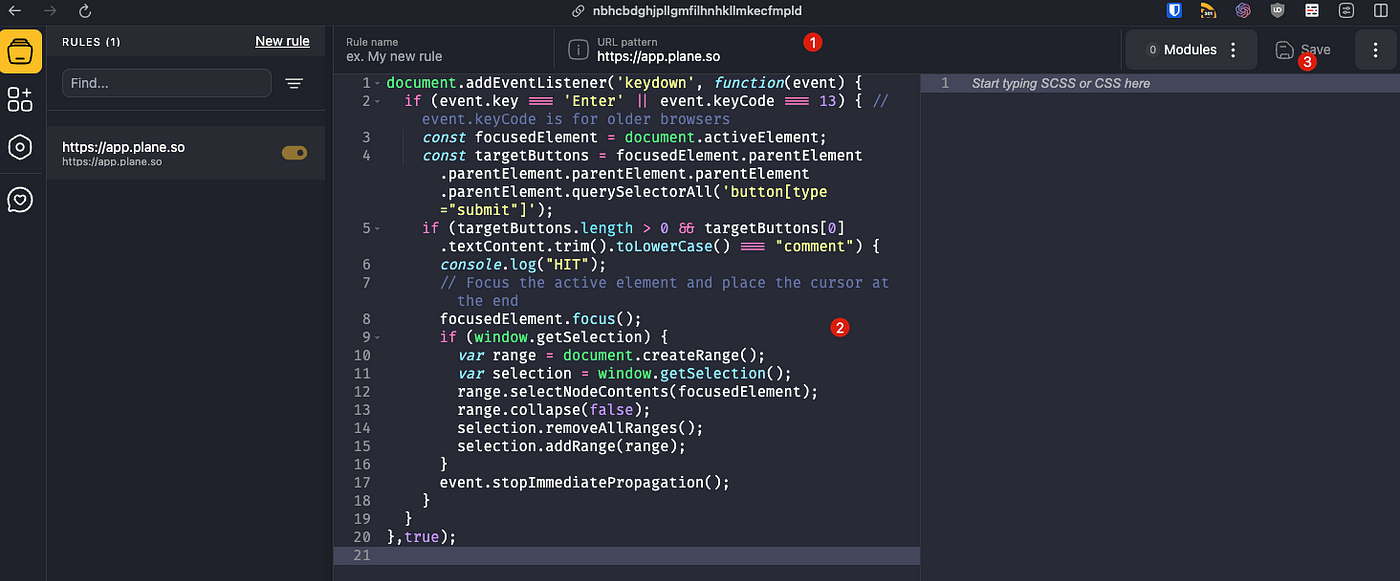 nbhcbdghjpllgmfilhnhkllmkecfmpld
RULES (1)
New rule
Find...
https://app.plane.so
https://app.plane.so
Rule name
ex. My new rule
URL pattern
https://app.plane.so
1
0 Modules
Save
3
1 document.addEventListener('keydown', function(event) {
2 if (event.key === 'Enter' || event.keyCode === 13) { //
event.keyCode is for older browsers
3 const focusedElement = document.activeElement;
4 const targetButtons = focusedElement.parentElement
.parentElement.parentElement.parentElement
.parentElement.querySelectorAll('button[type
="submit"]');
5 if (targetButtons.length > 0 && targetButtons[0]
.textContent.trim().toLowerCase() === "comment") {
6 console.log("HIT");
7 // Focus the active element and place the cursor at
the end
8 focusedElement.focus();
9 if (window.getSelection) {
2
10 var range = document.createRange();
11 var selection = window.getSelection();
12 range.selectNodeContents(focusedElement);
13 range.collapse(false);
14 selection.removeAllRanges();
15 selection.addRange(range);
16 }
17 event.stopImmediatePropagation();
18 }
19 }
20 },true);
21
1 Start typing SCSS or CSS here